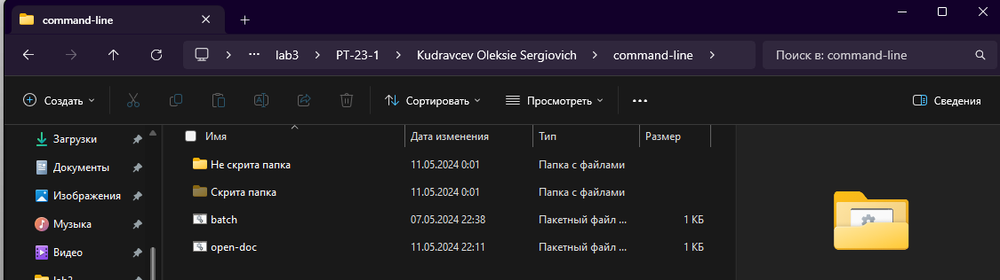 command-line
lab3 PT-23-1 Kudravcev Oleksie Sergiovich command-line Поиск в: command-line
Создать Сортировать Просмотреть Сведения
Загрузки
Документы
Изображения
Музыка
Видео
lab3
Имя Дата изменения Тип Размер
Не скрита папка 11.05.2024 0:01 Папка с файлами
Скрита папка 11.05.2024 0:01 Папка с файлами
batch 07.05.2024 22:38 Пакетный файл ... 1 КБ
open-doc 11.05.2024 22:11 Пакетный файл ... 1 КБ